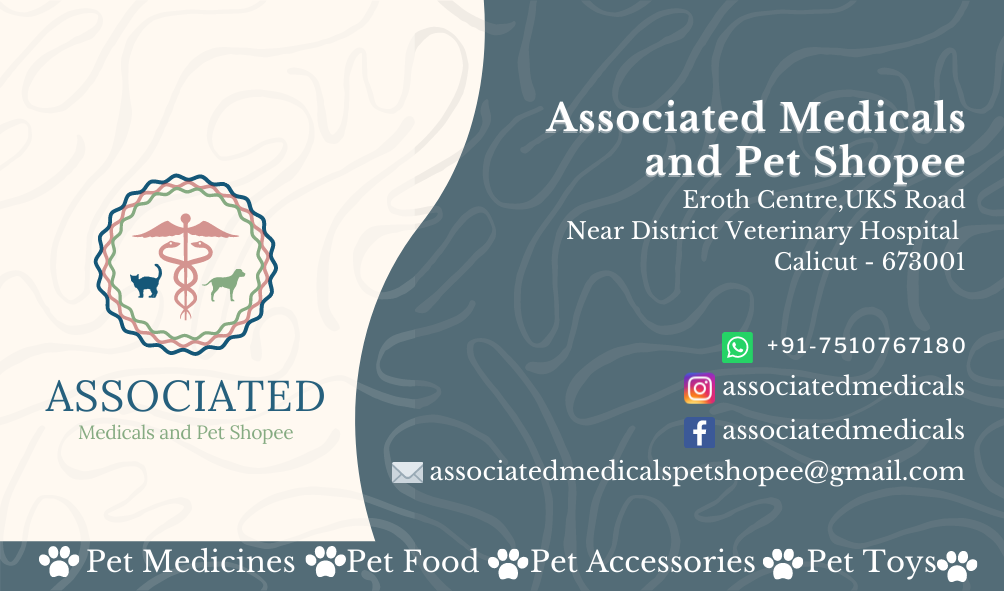 ASSOCIATED
Medicals and Pet Shopee
Associated Medicals
and Pet Shopee
Eroth Centre,UKS Road
Near District Veterinary Hospital
Calicut - 673001
+91-7510767180
associatedmedicals
associatedmedicals
associatedmedicalspetshopee@gmail.com
Pet Medicines Pet Food Pet Accessories Pet Toys